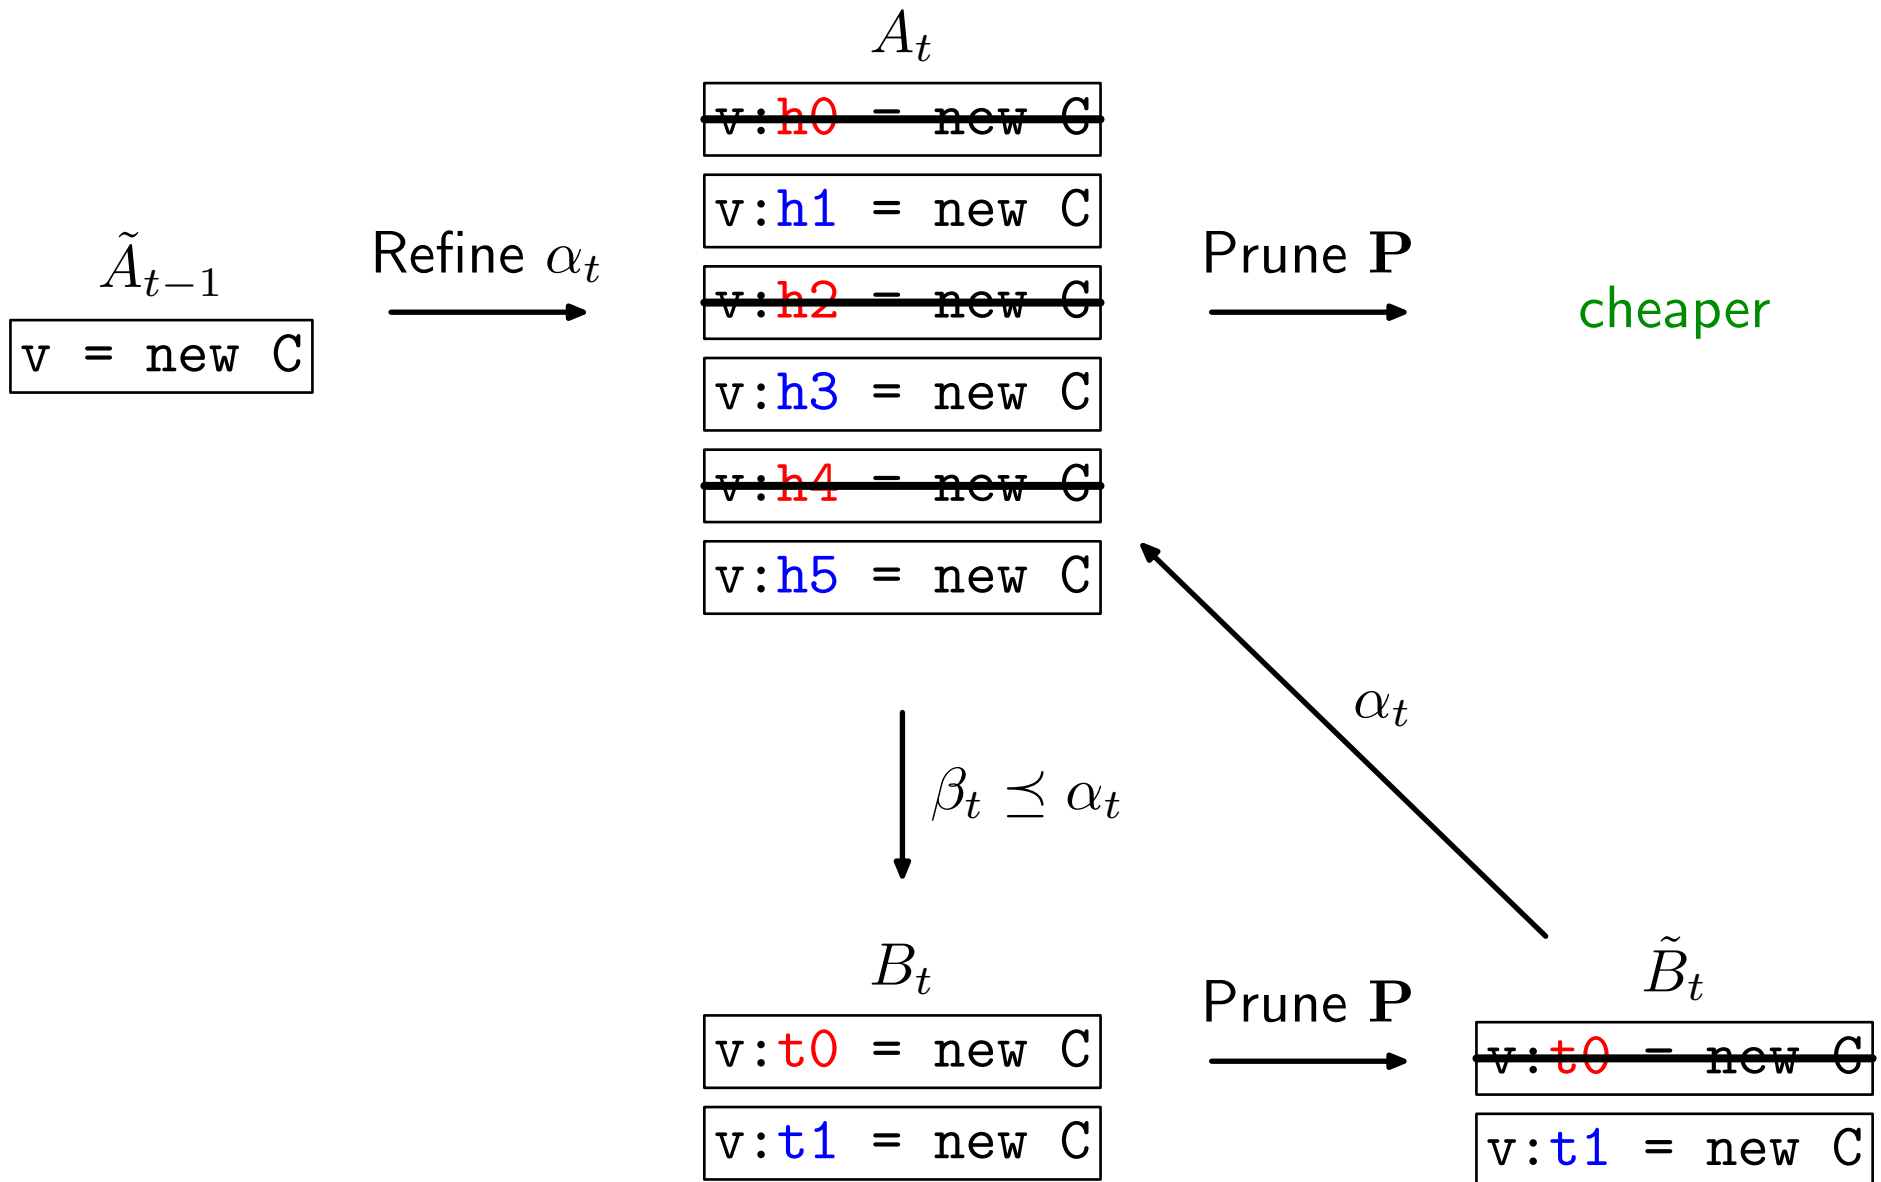 A_t
v:h0 = new C
v:h1 = new C
Ã_{t−1}
Refine α_t
v:h2 = new C
Prune P
v = new C
cheaper
v:h3 = new C
v:h4 = new C
v:h5 = new C
α_t
β_t ⪯ α_t
B_t
B̃_t
Prune P
v:t0 = new C
v:t0 = new C
v:t1 = new C
v:t1 = new C